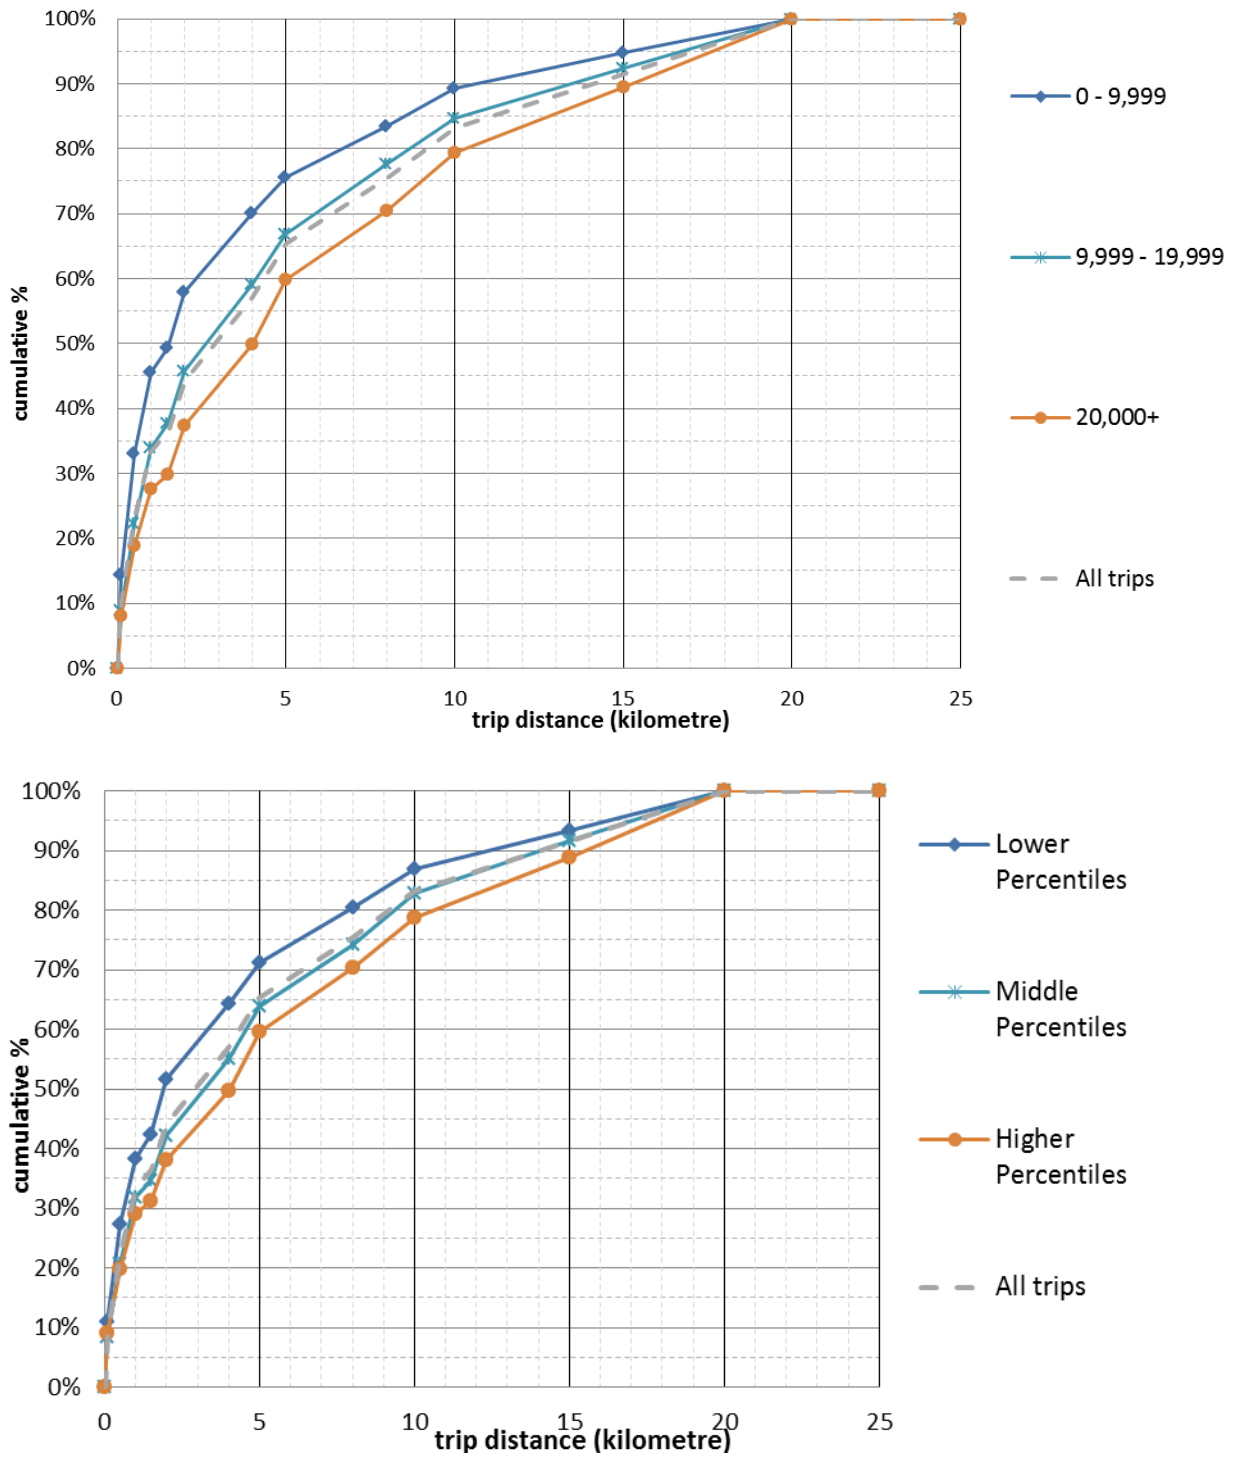 100%
90%
80%
70%
60%
50%
40%
30%
20%
10%
0%
cumulative %
0 5 10 15 20 25
trip distance (kilometre)
0 - 9,999
9,999 - 19,999
20,000+
All trips
100%
90%
80%
70%
60%
50%
40%
30%
20%
10%
0%
cumulative %
0 5 10 15 20 25
trip distance (kilometre)
Lower
Percentiles
Middle
Percentiles
Higher
Percentiles
All trips